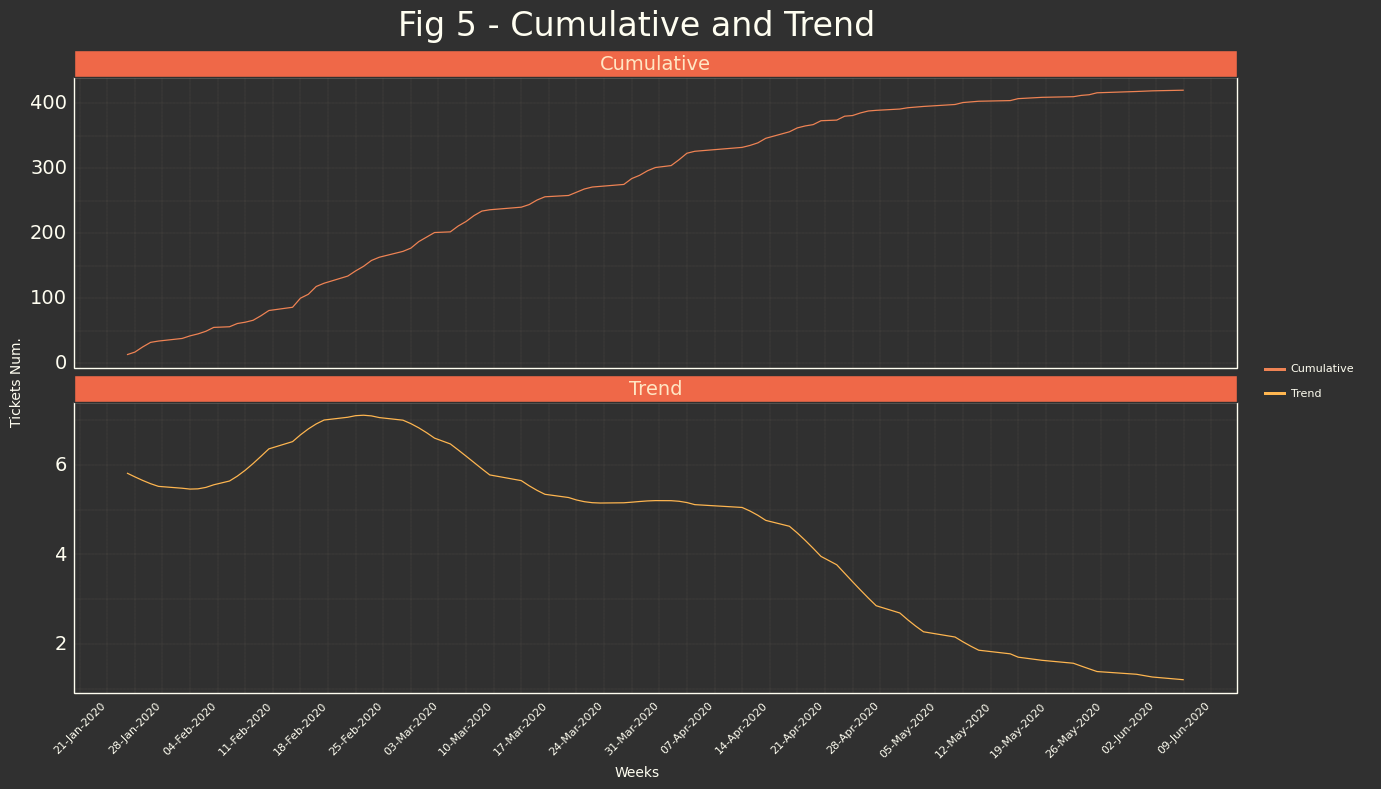 Fig 5 - Cumulative and Trend
Cumulative
400
300
200
100
0
Trend
6
4
2
Tickets Num.
Cumulative
Trend
21-Jan-2020
28-Jan-2020
04-Feb-2020
11-Feb-2020
18-Feb-2020
25-Feb-2020
03-Mar-2020
10-Mar-2020
17-Mar-2020
24-Mar-2020
31-Mar-2020
07-Apr-2020
14-Apr-2020
21-Apr-2020
28-Apr-2020
05-May-2020
12-May-2020
19-May-2020
26-May-2020
02-Jun-2020
09-Jun-2020
Weeks